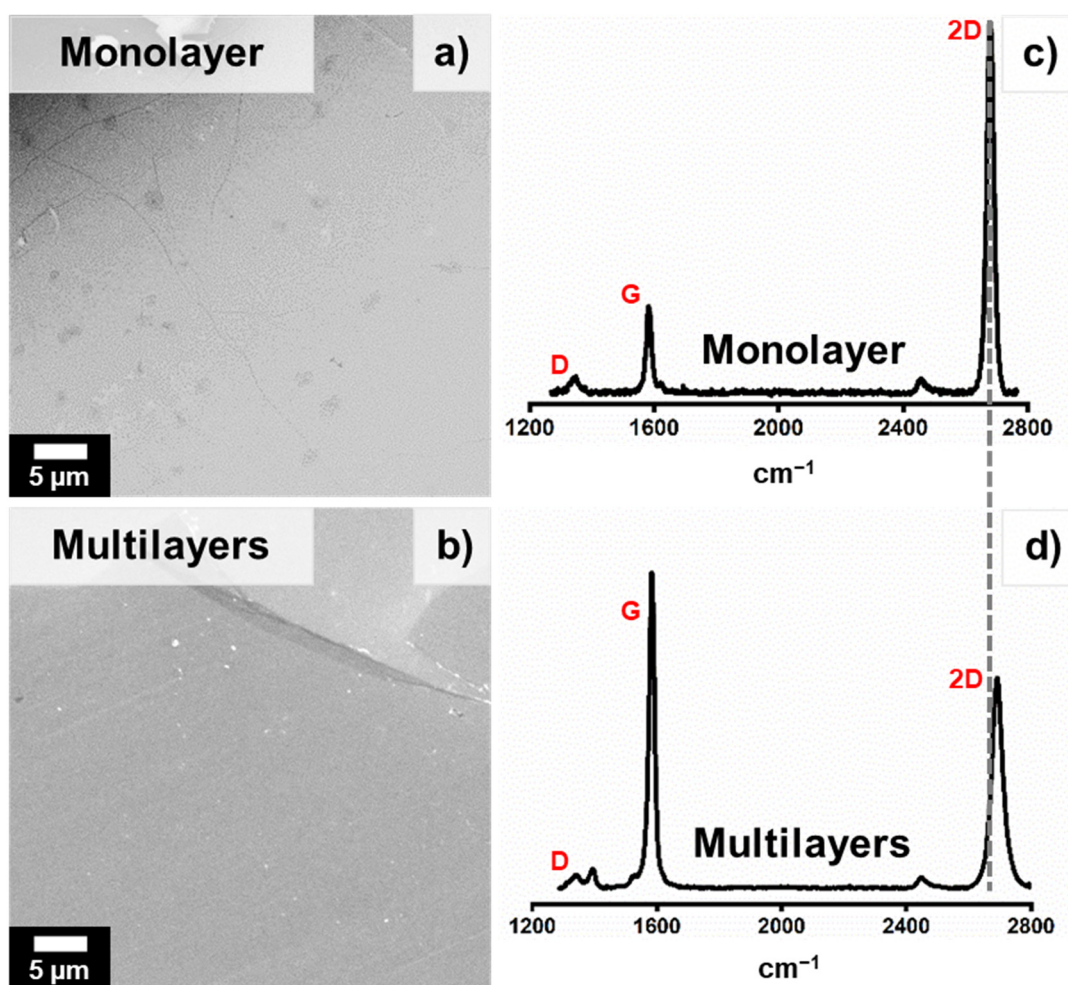 Monolayer
a)
5 µm
2D
c)
G
D
Monolayer
1200 1600 2000 2400 2800
cm⁻¹
Multilayers
b)
5 µm
d)
G
2D
D
Multilayers
1200 1600 2000 2400 2800
cm⁻¹